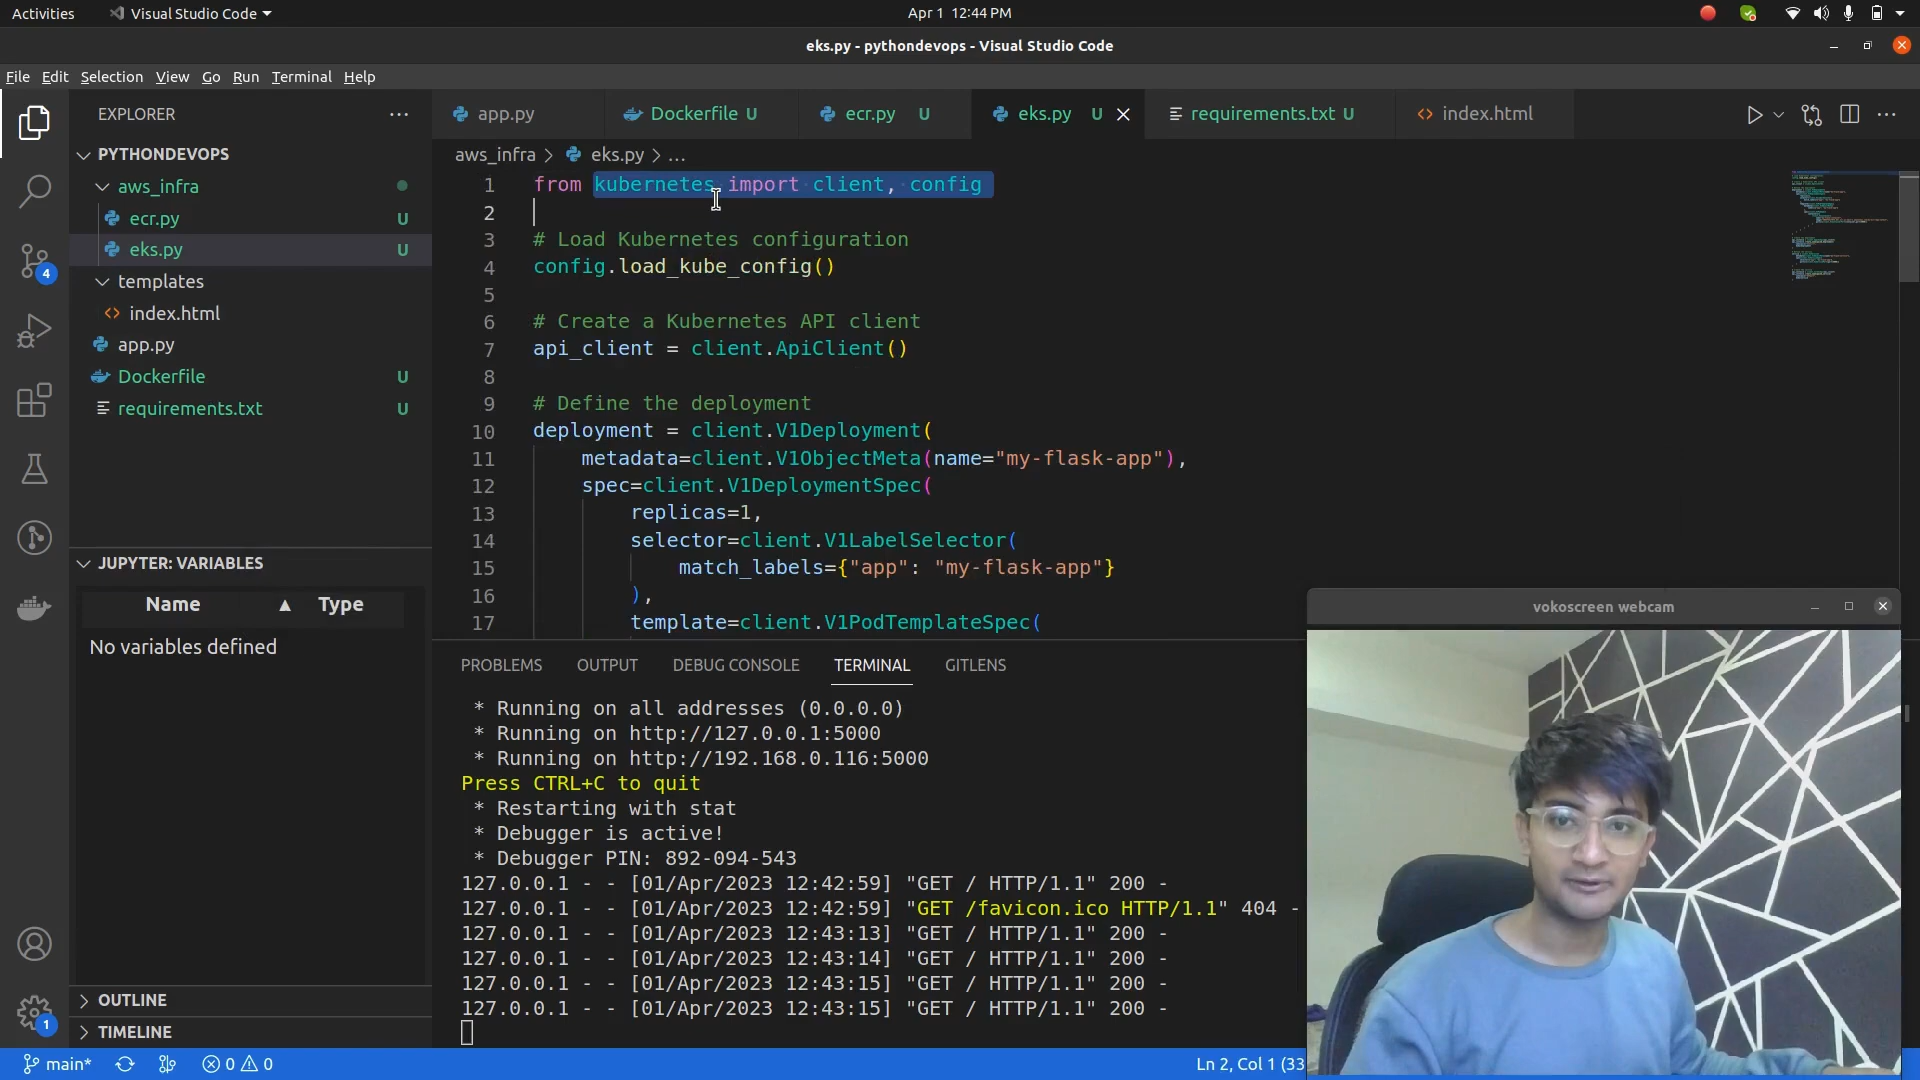 Activities
Visual Studio Code
Apr 1 12:44 PM
eks.py - pythondevops - Visual Studio Code
File Edit Selection View Go Run Terminal Help
EXPLORER
PYTHONDEVOPS
aws_infra
ecr.py U
eks.py U
templates
index.html
app.py
Dockerfile U
requirements.txt U
4
JUPYTER: VARIABLES
Name Type
No variables defined
OUTLINE
TIMELINE
1
app.py
Dockerfile U
ecr.py U
eks.py U
requirements.txt U
index.html
aws_infra > eks.py > ...
1 from kubernetes import client, config
2
3 # Load Kubernetes configuration
4 config.load_kube_config()
5
6 # Create a Kubernetes API client
7 api_client = client.ApiClient()
8
9 # Define the deployment
10 deployment = client.V1Deployment(
11 metadata=client.V1ObjectMeta(name="my-flask-app"),
12 spec=client.V1DeploymentSpec(
13 replicas=1,
14 selector=client.V1LabelSelector(
15 match_labels={"app": "my-flask-app"}
16 ),
17 template=client.V1PodTemplateSpec(
PROBLEMS OUTPUT DEBUG CONSOLE TERMINAL GITLENS
* Running on all addresses (0.0.0.0)
* Running on http://127.0.0.1:5000
* Running on http://192.168.0.116:5000
Press CTRL+C to quit
* Restarting with stat
* Debugger is active!
* Debugger PIN: 892-094-543
127.0.0.1 - - [01/Apr/2023 12:42:59] "GET / HTTP/1.1" 200 -
127.0.0.1 - - [01/Apr/2023 12:42:59] "GET /favicon.ico HTTP/1.1" 404 -
127.0.0.1 - - [01/Apr/2023 12:43:13] "GET / HTTP/1.1" 200 -
127.0.0.1 - - [01/Apr/2023 12:43:14] "GET / HTTP/1.1" 200 -
127.0.0.1 - - [01/Apr/2023 12:43:15] "GET / HTTP/1.1" 200 -
127.0.0.1 - - [01/Apr/2023 12:43:15] "GET / HTTP/1.1" 200 -
vokoscreen webcam
main* 0 0
Ln 2, Col 1 (33